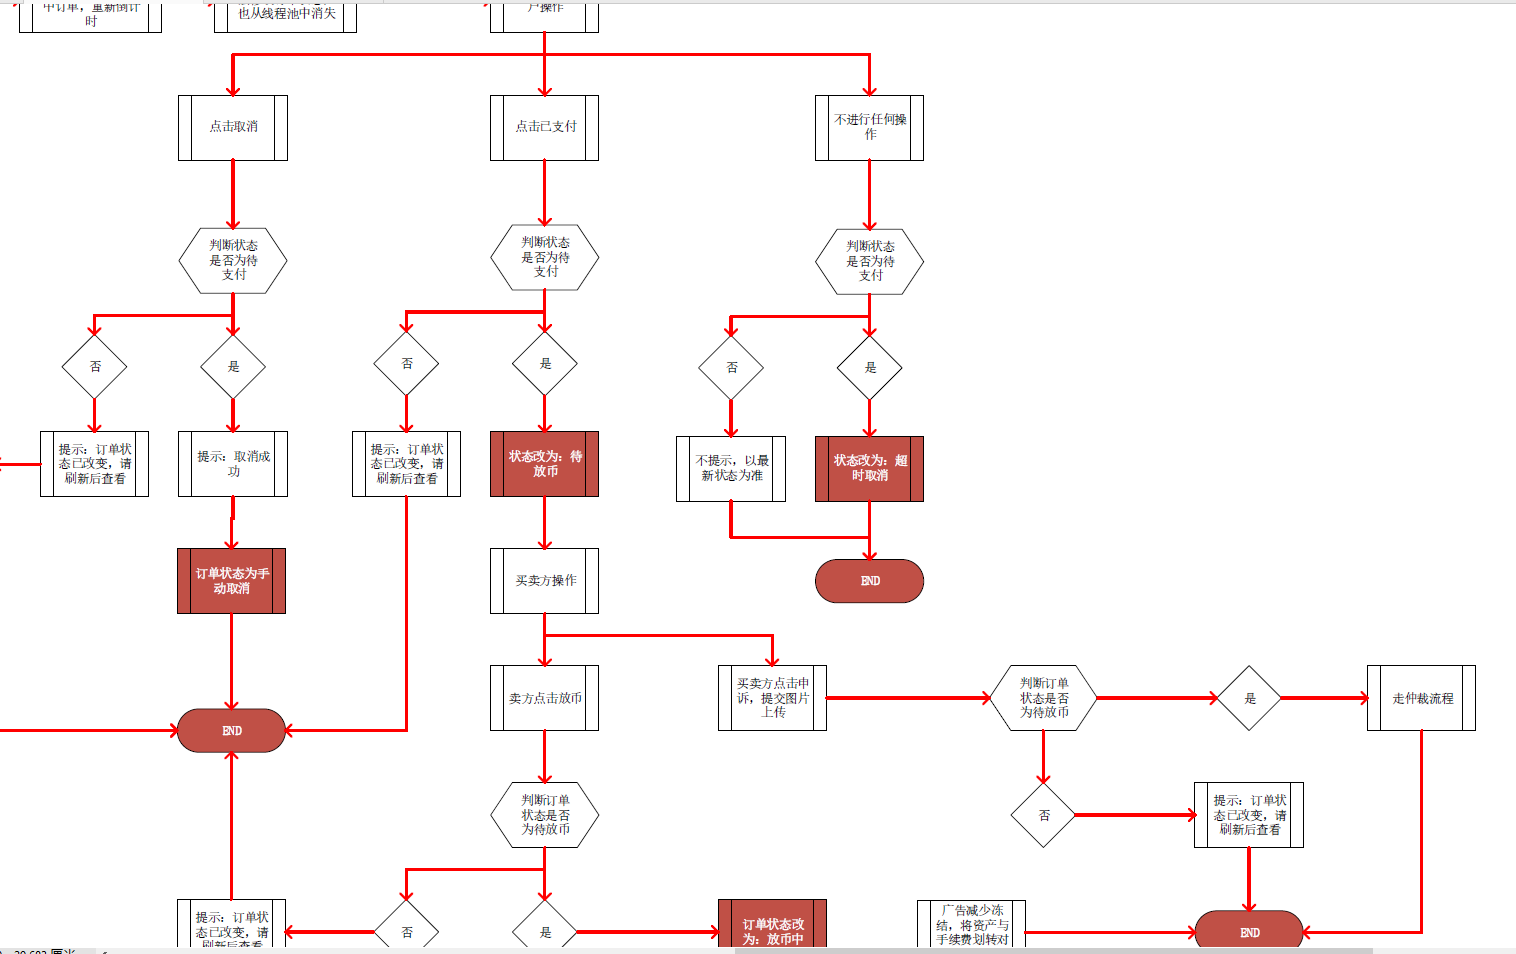 中订单，重新倒计
时
也从线程池中消失
户操作
点击取消
点击已支付
不进行任何操
作
判断状态
是否为待
支付
判断状态
是否为待
支付
判断状态
是否为待
支付
否
是
否
是
否
是
提示：订单状
态已改变，请
刷新后查看
提示：取消成
功
提示：订单状
态已改变，请
刷新后查看
状态改为：待
放币
不提示，以最
新状态为准
状态改为：超
时取消
订单状态为手
动取消
买卖方操作
END
卖方点击放币
买卖方点击申
诉，提交图片
上传
判断订单
状态是否
为待放币
是
走仲裁流程
END
判断订单
状态是否
为待放币
否
提示：订单状
态已改变，请
刷新后查看
提示：订单状
态已改变，请
刷新后查看
否
是
订单状态改
为：放币中
广告减少冻
结，将资产与
手续费划转对
END